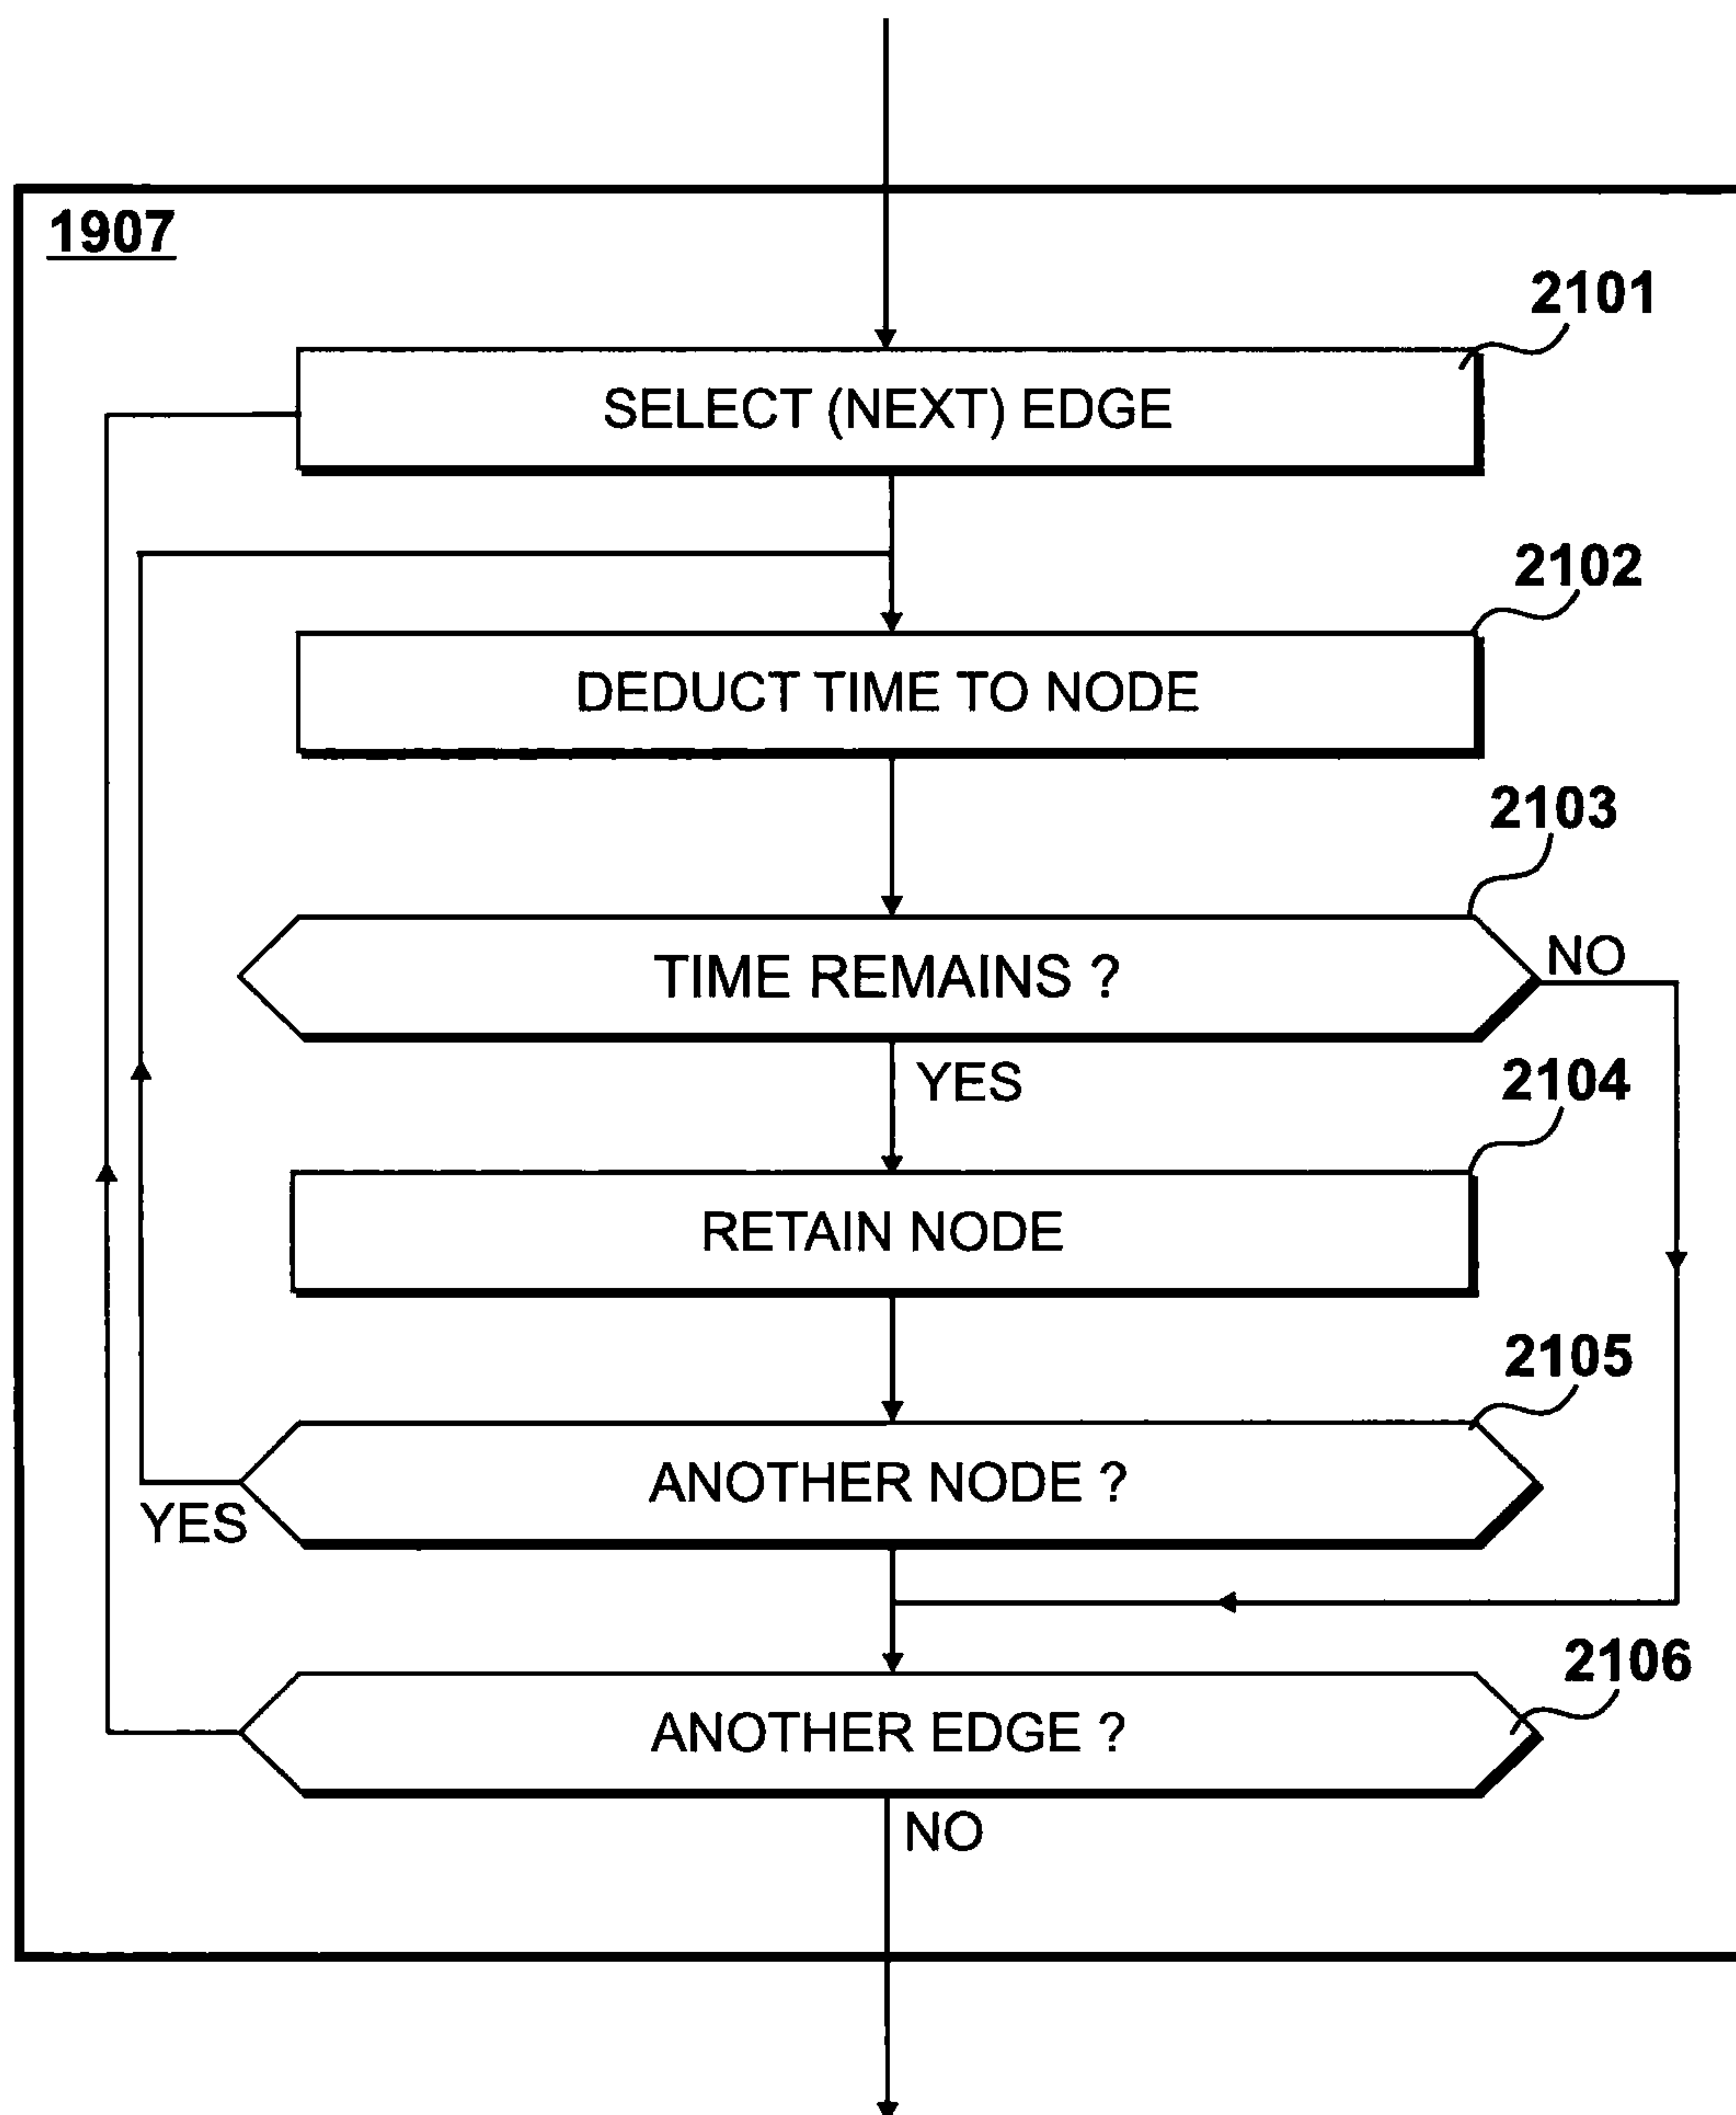 1907
2101
SELECT (NEXT) EDGE
2102
DEDUCT TIME TO NODE
2103
TIME REMAINS ?
NO
YES
2104
RETAIN NODE
2105
ANOTHER NODE ?
YES
2106
ANOTHER EDGE ?
NO